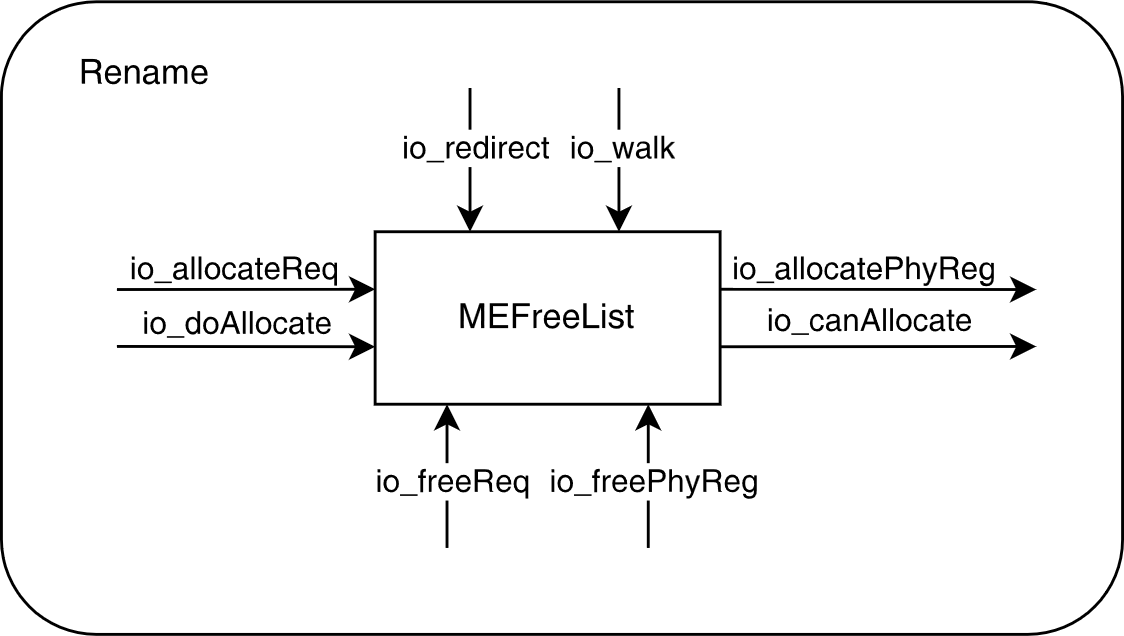 Rename
io_redirect
io_walk
io_allocateReq
io_doAllocate
MEFreeList
io_allocatePhyReg
io_canAllocate
io_freeReq
io_freePhyReg